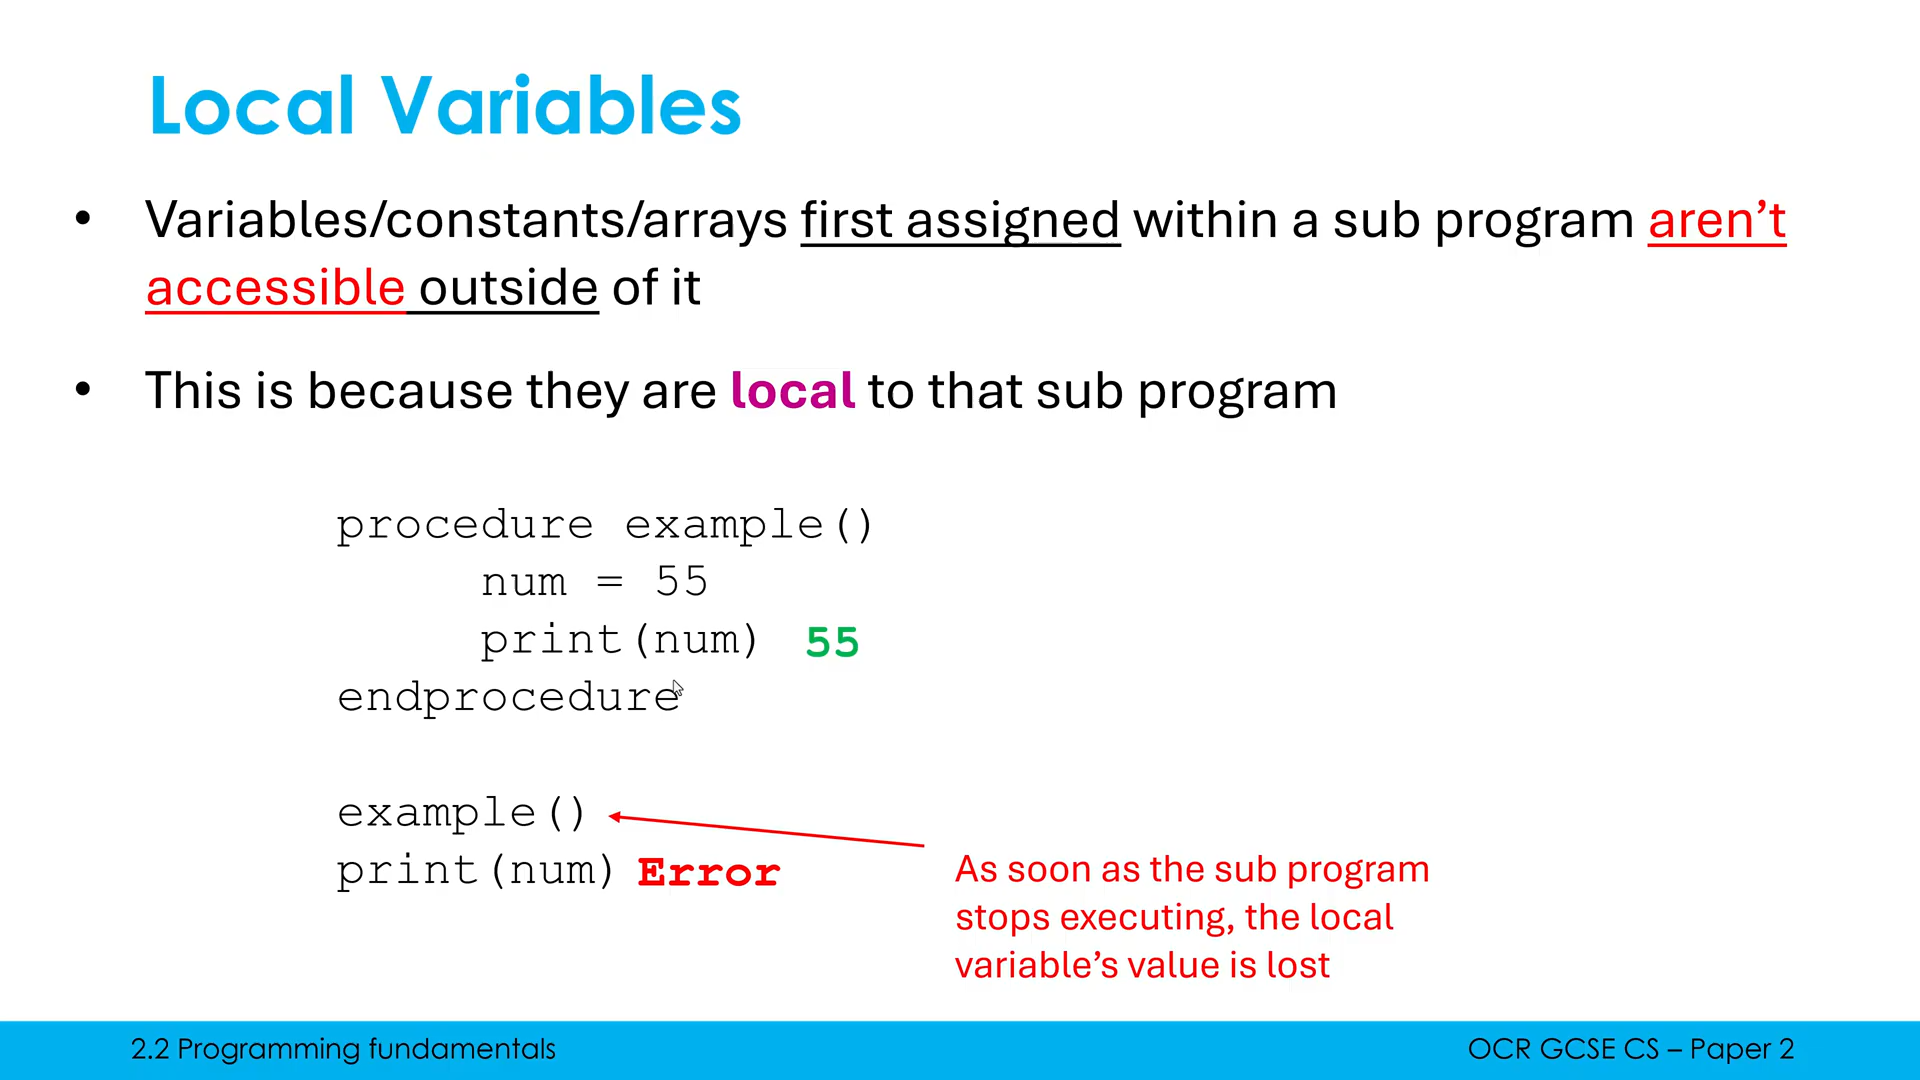 Local Variables
• Variables/constants/arrays first assigned within a sub program aren’t
accessible outside of it
• This is because they are local to that sub program
procedure example()
num = 55
print(num) 55
endprocedure
example()
print(num) Error
As soon as the sub program
stops executing, the local
variable’s value is lost
2.2 Programming fundamentals
OCR GCSE CS – Paper 2